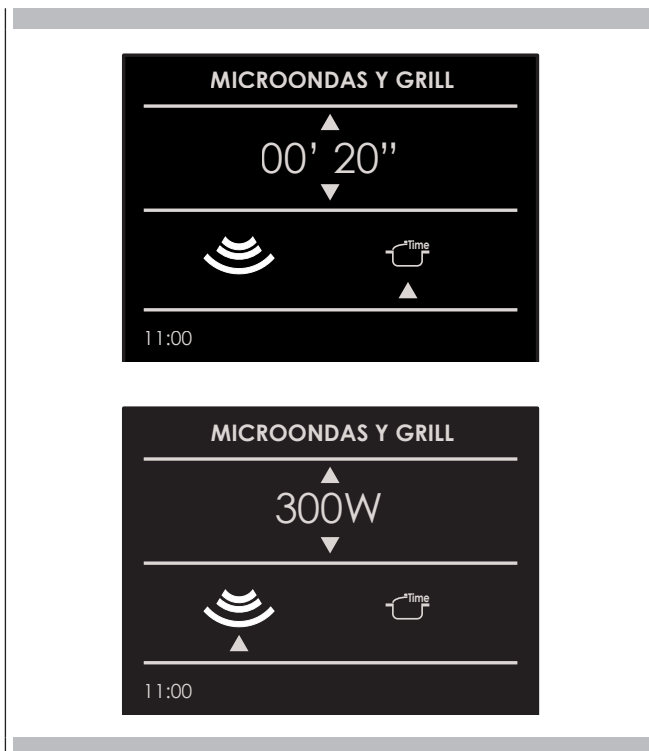 MICROONDAS Y GRILL
00’ 20’’
Time
11:00
MICROONDAS Y GRILL
300W
Time
11:00